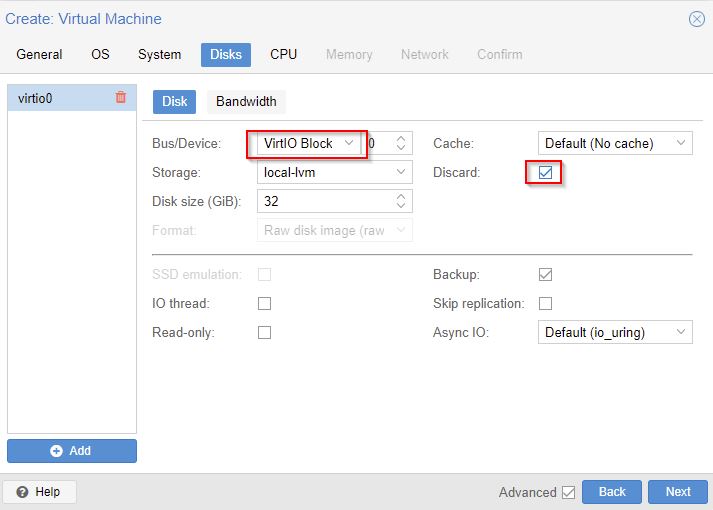 Create: Virtual Machine
General OS System Disks CPU Memory Network Confirm
virtio0
Disk Bandwidth
Bus/Device: VirtIO Block 0 Cache: Default (No cache)
Storage: local-lvm Discard:
Disk size (GiB): 32
Format: Raw disk image (raw
SSD emulation: Backup:
IO thread: Skip replication:
Read-only: Async IO: Default (io_uring)
Add
Help Advanced Back Next